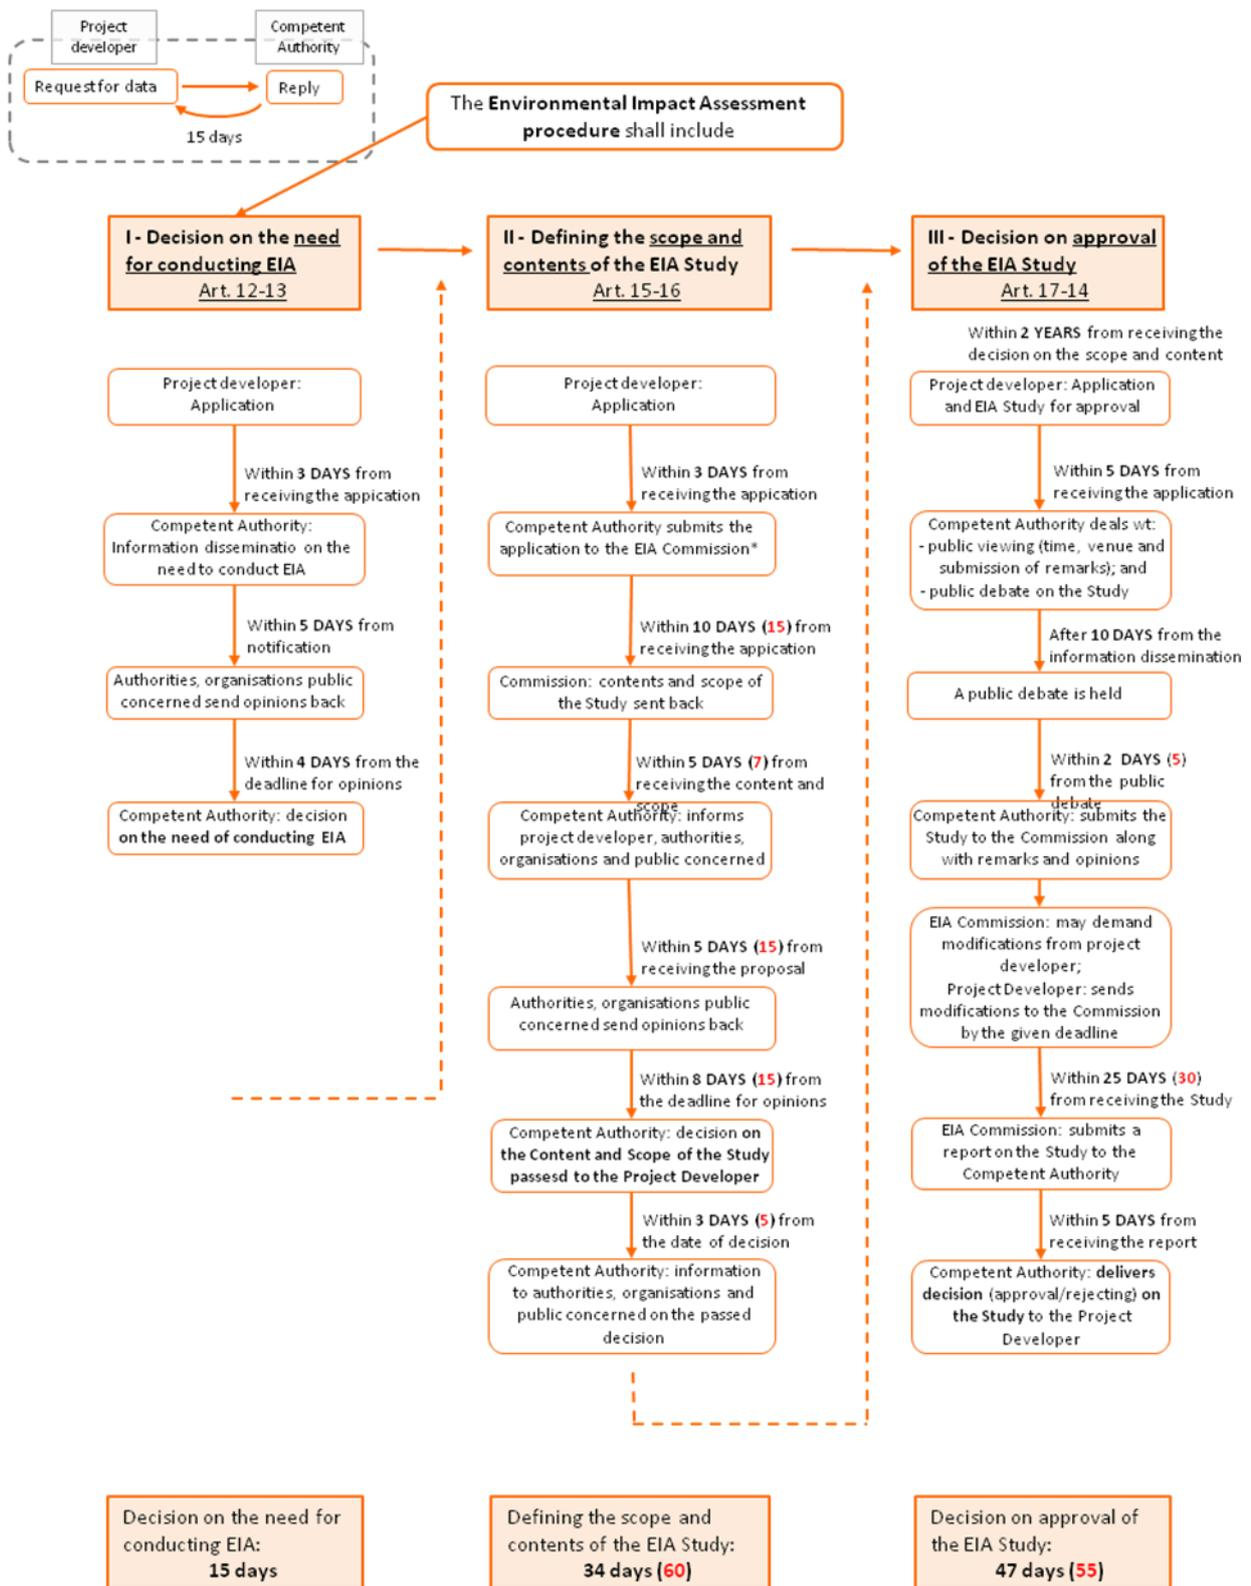 Project
developer
Competent
Authority
Request for data
Reply
15 days
The Environmental Impact Assessment
procedure shall include
I - Decision on the need
for conducting EIA
Art. 12-13
Project developer:
Application
Within 3 DAYS from
receiving the appication
Competent Authority:
Information disseminatio on the
need to conduct EIA
Within 5 DAYS from
notification
Authorities, organisations public
concerned send opinions back
Within 4 DAYS from the
deadline for opinions
Competent Authority: decision
on the need of conducting EIA
II - Defining the scope and
contents of the EIA Study
Art. 15-16
Project developer:
Application
Within 3 DAYS from
receiving the appication
Competent Authority submits the
application to the EIA Commission*
Within 10 DAYS (15) from
receiving the appication
Commission: contents and scope of
the Study sent back
Within 5 DAYS (7) from
receiving the content and
scope
Competent Authority: informs
project developer, authorities,
organisations and public concerned
Within 5 DAYS (15) from
receiving the proposal
Authorities, organisations public
concerned send opinions back
Within 8 DAYS (15) from
the deadline for opinions
Competent Authority: decision on
the Content and Scope of the Study
passesd to the Project Developer
Within 3 DAYS (5) from
the date of decision
Competent Authority: information
to authorities, organisations and
public concerned on the passed
decision
III - Decision on approval
of the EIA Study
Art. 17-14
Within 2 YEARS from receiving the
decision on the scope and content
Project developer: Application
and EIA Study for approval
Within 5 DAYS from
receiving the application
Competent Authority deals wt:
- public viewing (time, venue and
submission of remarks); and
- public debate on the Study
After 10 DAYS from the
information dissemination
A public debate is held
Within 2 DAYS (5)
from the public
debate
Competent Authority: submits the
Study to the Commission along
with remarks and opinions
EIA Commission: may demand
modifications from project
developer;
Project Developer: sends
modifications to the Commission
by the given deadline
Within 25 DAYS (30)
from receiving the Study
EIA Commission: submits a
report on the Study to the
Competent Authority
Within 5 DAYS from
receiving the report
Competent Authority: delivers
decision (approval/rejecting) on
the Study to the Project
Developer
Decision on the need for
conducting EIA:
15 days
Defining the scope and
contents of the EIA Study:
34 days (60)
Decision on approval of
the EIA Study:
47 days (55)